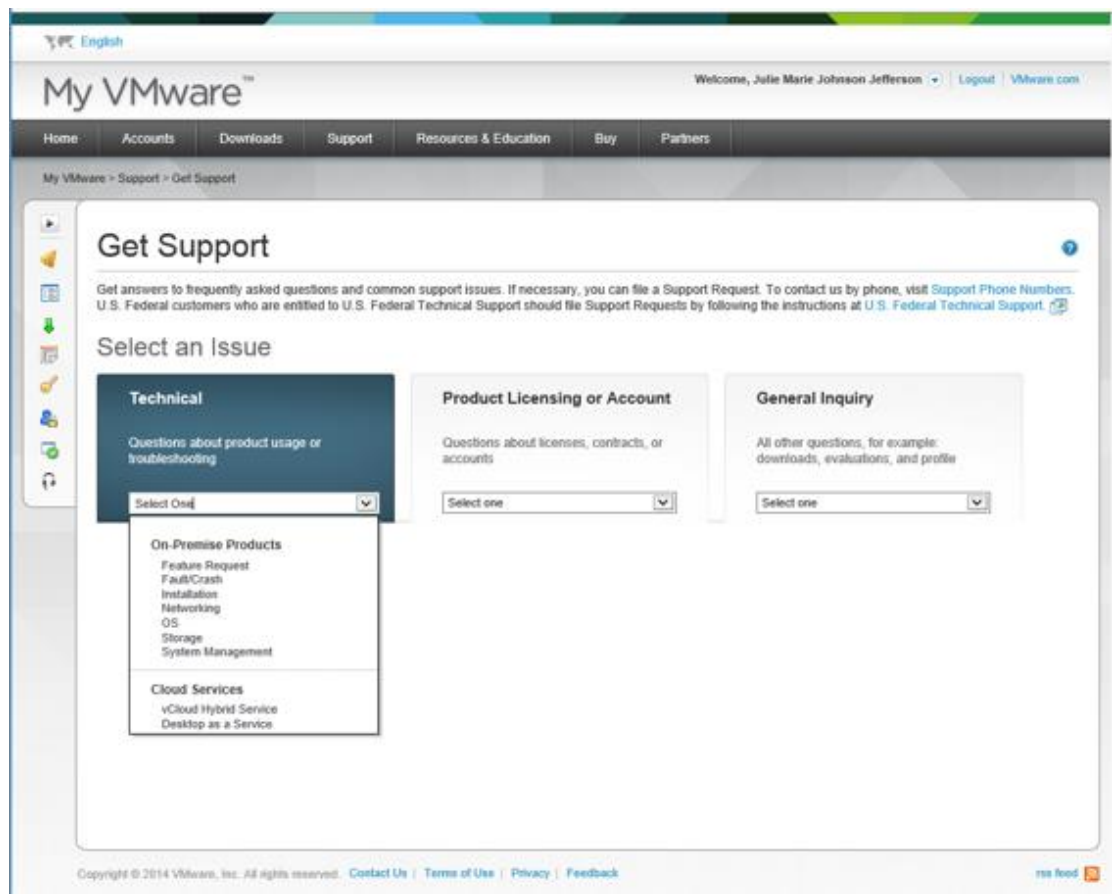 English
My VMware™
Welcome, Julie Marie Johnson Jefferson | Logout | VMware.com
Home Accounts Downloads Support Resources & Education Buy Partners
My VMware > Support > Get Support
Get Support
Get answers to frequently asked questions and common support issues. If necessary, you can file a Support Request. To contact us by phone, visit Support Phone Numbers.
U.S. Federal customers who are entitled to U.S. Federal Technical Support should file Support Requests by following the instructions at U.S. Federal Technical Support.
Select an Issue
Technical
Questions about product usage or
troubleshooting
Select One
On-Premise Products
Feature Request
Fault/Crash
Installation
Networking
OS
Storage
System Management
Cloud Services
vCloud Hybrid Service
Desktop as a Service
Product Licensing or Account
Questions about licenses, contracts, or
accounts
Select one
General Inquiry
All other questions, for example:
downloads, evaluations, and profile
Select one
Copyright © 2014 VMware, Inc. All rights reserved. Contact Us | Terms of Use | Privacy | Feedback
rss feed